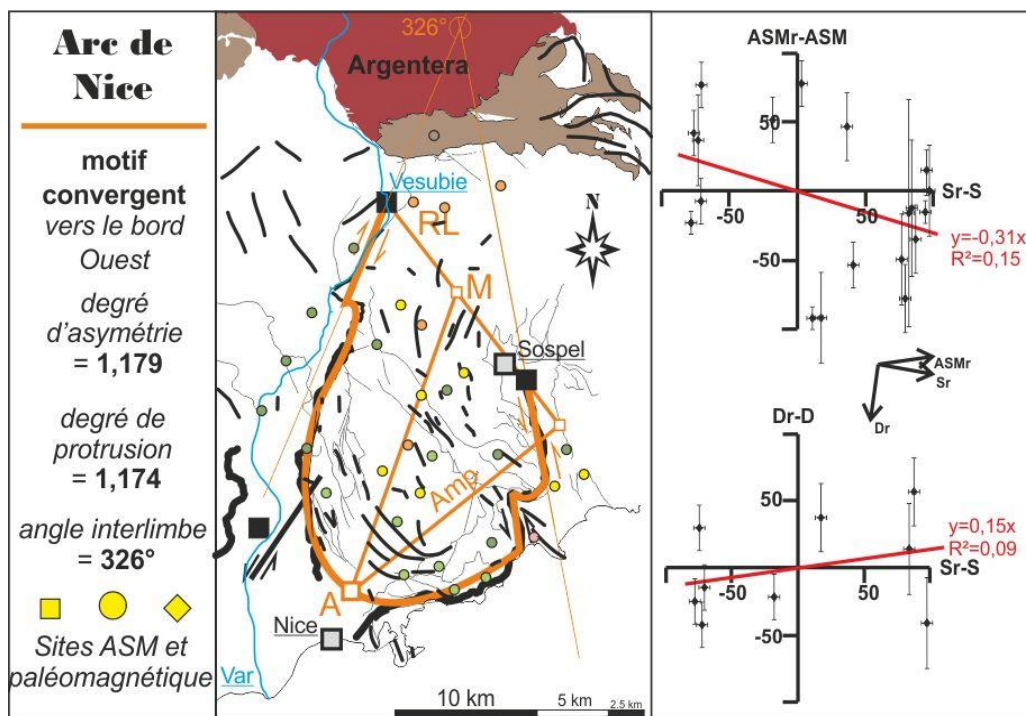 Arc de
Nice
motif
convergent
vers le bord
Ouest
degré
d'asymétrie
= 1,179
degré de
protrusion
= 1,174
angle interlimbe
= 326°
Sites ASM et
paléomagnétique
326°
Argentera
Vesubie
RL
N
M
Sospel
Amp
A
Nice
Var
10 km
5 km
2.5 km
ASMr-ASM
50
Sr-S
-50
50
y=-0,31x
R²=0,15
-50
ASMr
Sr
Dr
Dr-D
50
y=0,15x
R²=0,09
Sr-S
-50
50
-50